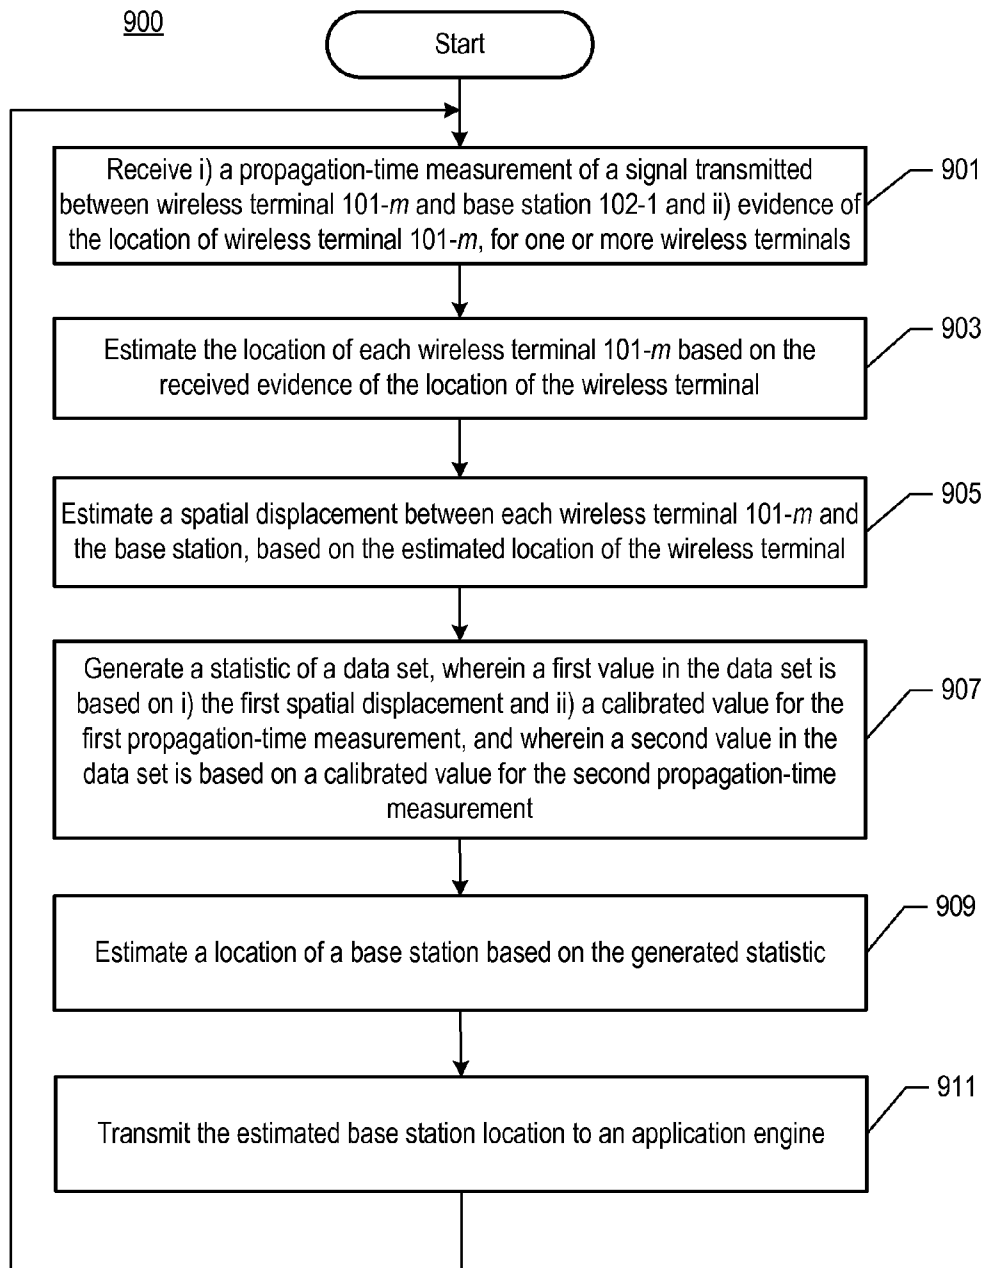 900
Start
Receive i) a propagation-time measurement of a signal transmitted
between wireless terminal 101-m and base station 102-1 and ii) evidence of
the location of wireless terminal 101-m, for one or more wireless terminals
901
Estimate the location of each wireless terminal 101-m based on the
received evidence of the location of the wireless terminal
903
Estimate a spatial displacement between each wireless terminal 101-m and
the base station, based on the estimated location of the wireless terminal
905
Generate a statistic of a data set, wherein a first value in the data set is
based on i) the first spatial displacement and ii) a calibrated value for the
first propagation-time measurement, and wherein a second value in the
data set is based on a calibrated value for the second propagation-time
measurement
907
Estimate a location of a base station based on the generated statistic
909
Transmit the estimated base station location to an application engine
911